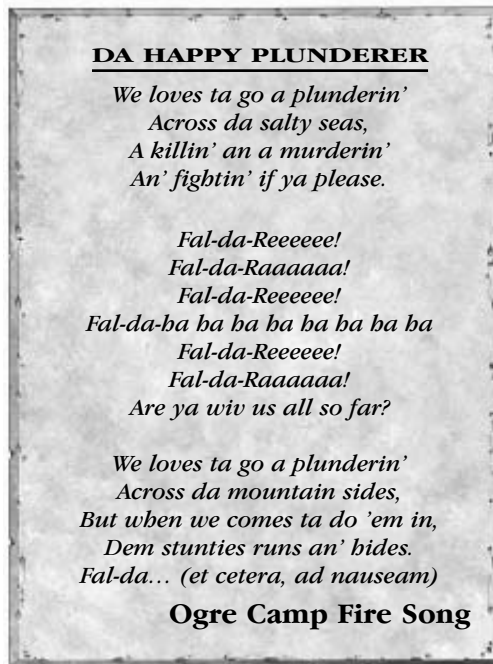 DA HAPPY PLUNDERER
We loves ta go a plunderin'
Across da salty seas,
A killin' an a murderin'
An' fightin' if ya please.
Fal-da-Reeeeee!
Fal-da-Raaaaaa!
Fal-da-Reeeeee!
Fal-da-ha ha ha ha ha ha ha ha
Fal-da-Reeeeee!
Fal-da-Raaaaaa!
Are ya wiv us all so far?
We loves ta go a plunderin'
Across da mountain sides,
But when we comes ta do 'em in,
Dem stunties runs an' hides.
Fal-da… (et cetera, ad nauseam)
Ogre Camp Fire Song